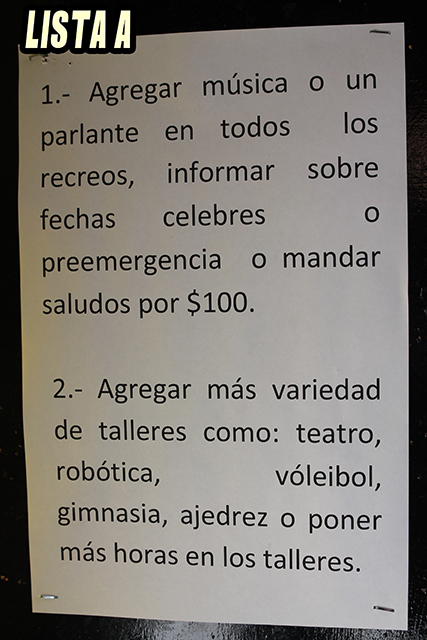 LISTA A
1.- Agregar música o un
parlante en todos los
recreos, informar sobre
fechas celebres o
preemergencia o mandar
saludos por $100.
2.- Agregar más variedad
de talleres como: teatro,
robótica, vóleibol,
gimnasia, ajedrez o poner
más horas en los talleres.